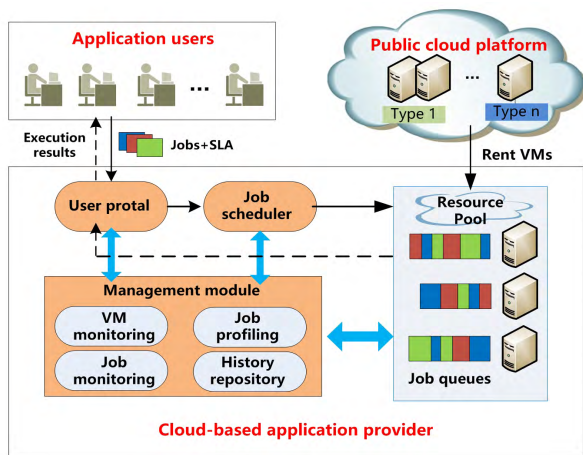 Application users
Public cloud platform
...
...
Type 1
Type n
Execution
results
Jobs+SLA
Rent VMs
User protal
Job
scheduler
Resource
Pool
Management module
VM
monitoring
Job
profiling
Job
monitoring
History
repository
Job queues
Cloud-based application provider